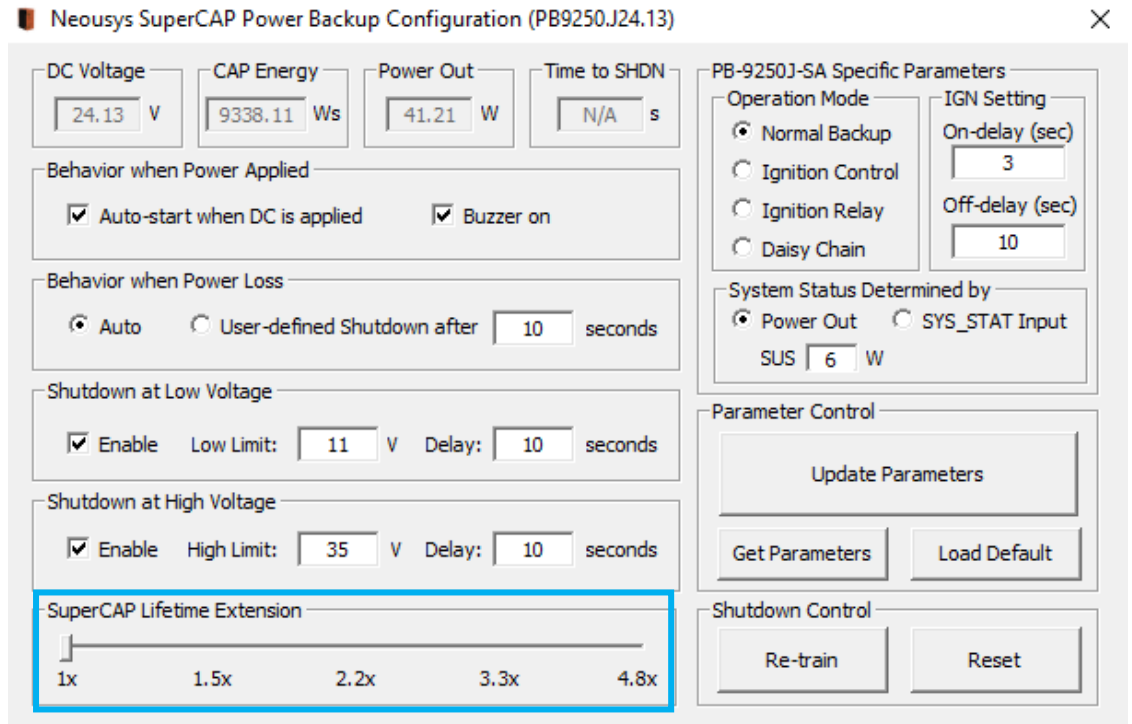 Neousys SuperCAP Power Backup Configuration (PB9250.J24.13)
DC Voltage
24.13 V
CAP Energy
9338.11 Ws
Power Out
41.21 W
Time to SHDN
N/A s
Behavior when Power Applied
Auto-start when DC is applied Buzzer on
Behavior when Power Loss
Auto User-defined Shutdown after 10 seconds
Shutdown at Low Voltage
Enable Low Limit: 11 V Delay: 10 seconds
Shutdown at High Voltage
Enable High Limit: 35 V Delay: 10 seconds
SuperCAP Lifetime Extension
1x 1.5x 2.2x 3.3x 4.8x
PB-9250J-SA Specific Parameters
Operation Mode
Normal Backup
Ignition Control
Ignition Relay
Daisy Chain
IGN Setting
On-delay (sec)
3
Off-delay (sec)
10
System Status Determined by
Power Out SYS_STAT Input
SUS 6 W
Parameter Control
Update Parameters
Get Parameters Load Default
Shutdown Control
Re-train Reset